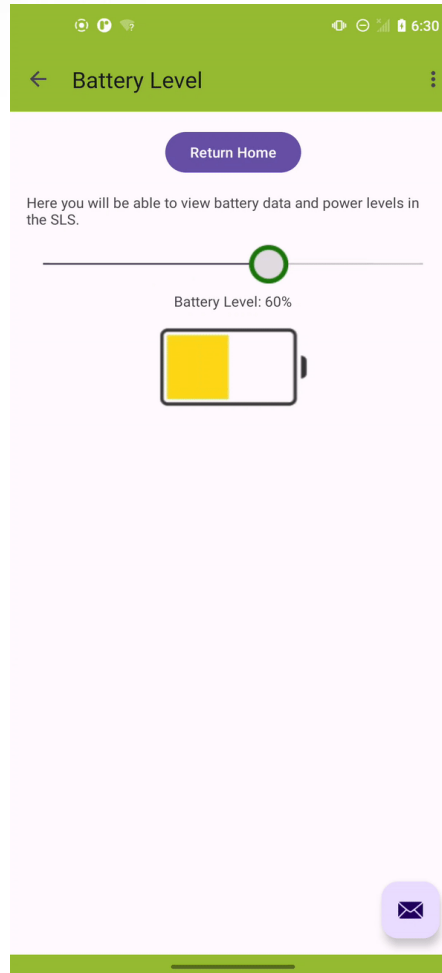 6:30
Battery Level
Return Home
Here you will be able to view battery data and power levels in
the SLS.
Battery Level: 60%